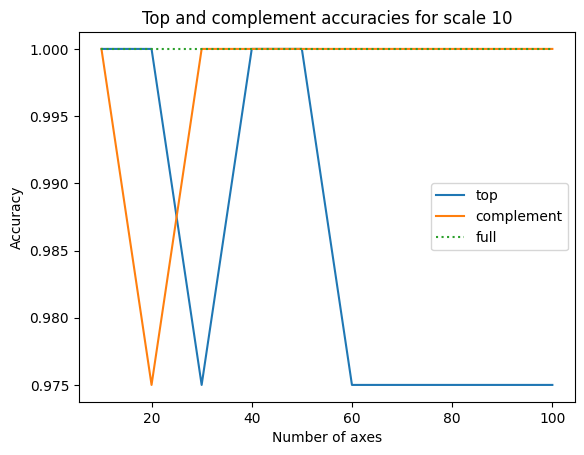 Top and complement accuracies for scale 10
Accuracy
1.000
0.995
0.990
0.985
0.980
0.975
top
complement
full
20
40
60
80
100
Number of axes